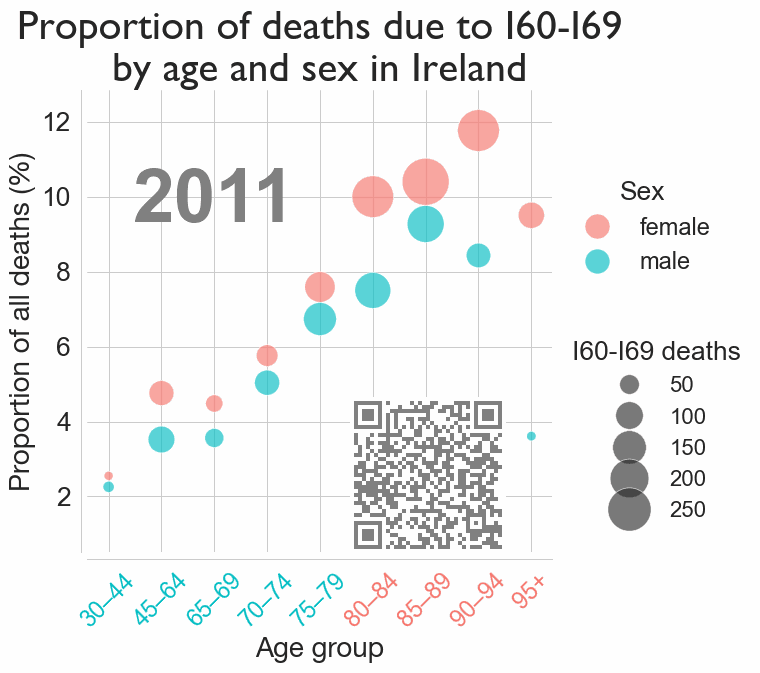 Proportion of deaths due to I60-I69
by age and sex in Ireland
Proportion of all deaths (%)
12
10
8
6
4
2
2011
30–44
45–64
65–69
70–74
75–79
80–84
85–89
90–94
95+
Age group
Sex
female
male
I60-I69 deaths
50
100
150
200
250